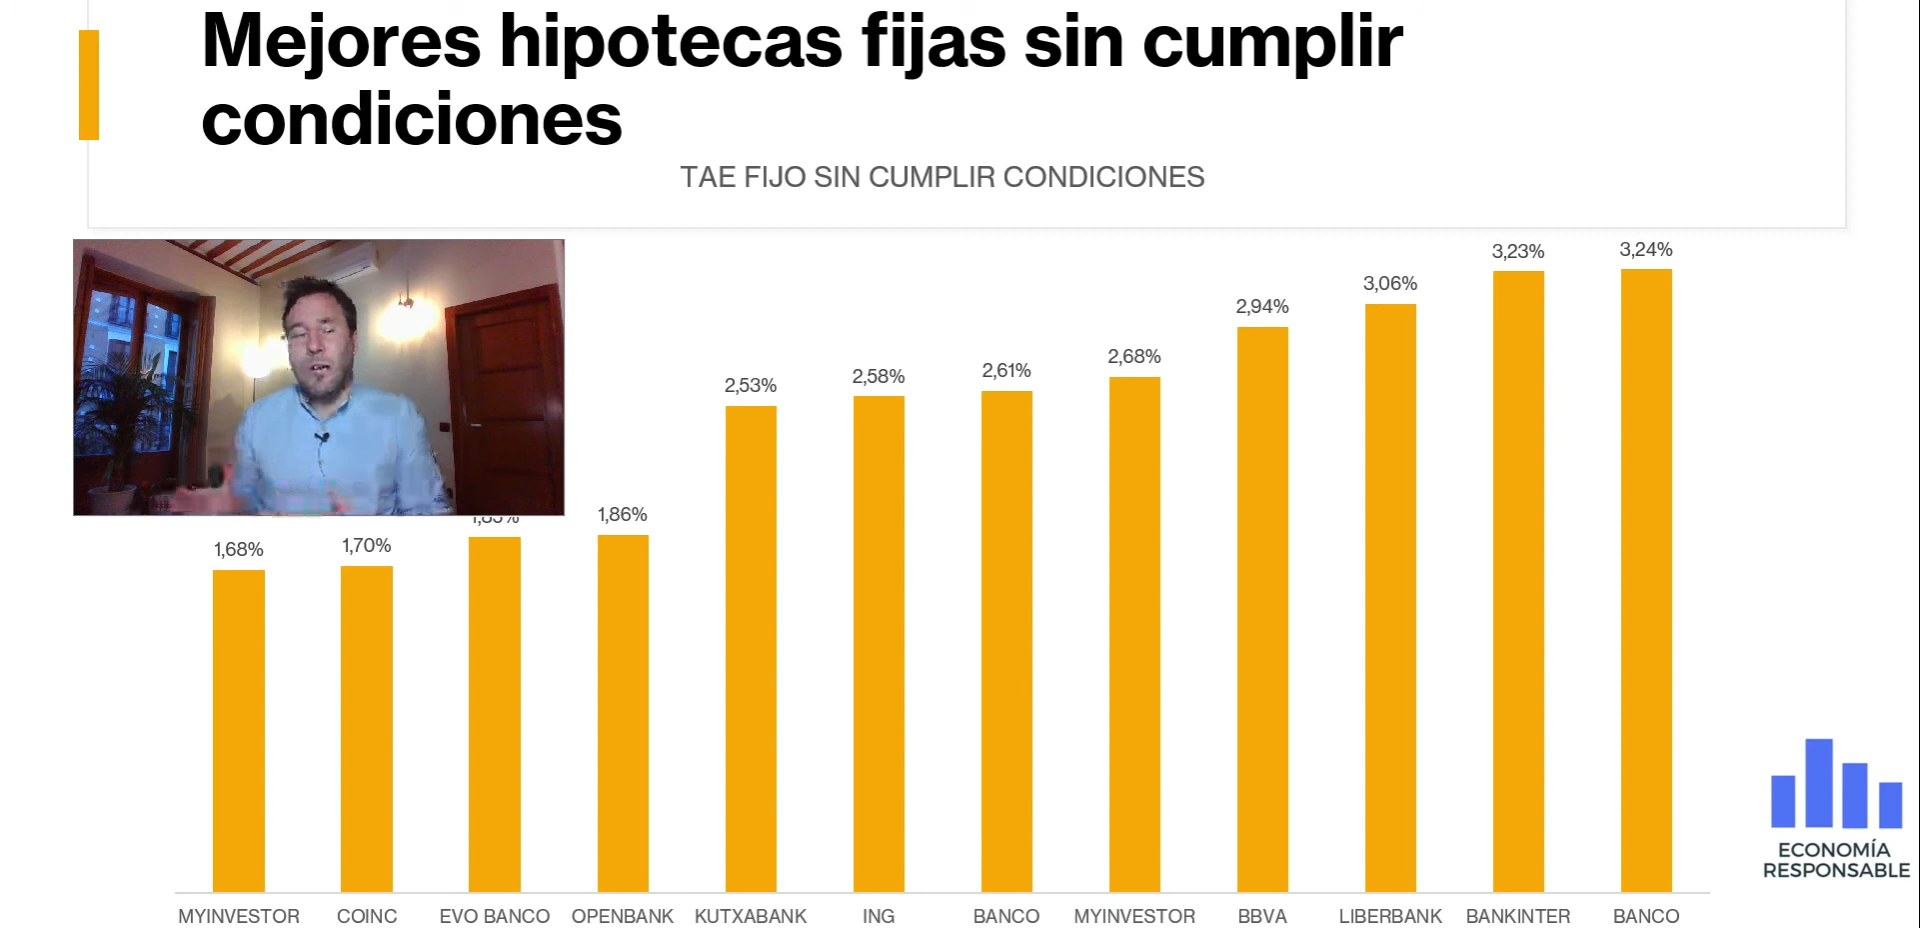 Mejores hipotecas fijas sin cumplir
condiciones
TAE FIJO SIN CUMPLIR CONDICIONES
3,23%
3,24%
3,06%
2,94%
2,68%
2,61%
2,58%
2,53%
1,86%
1,70%
1,68%
ECONOMÍA
RESPONSABLE
MYINVESTOR COINC EVO BANCO OPENBANK KUTXABANK ING BANCO MYINVESTOR BBVA LIBERBANK BANKINTER BANCO